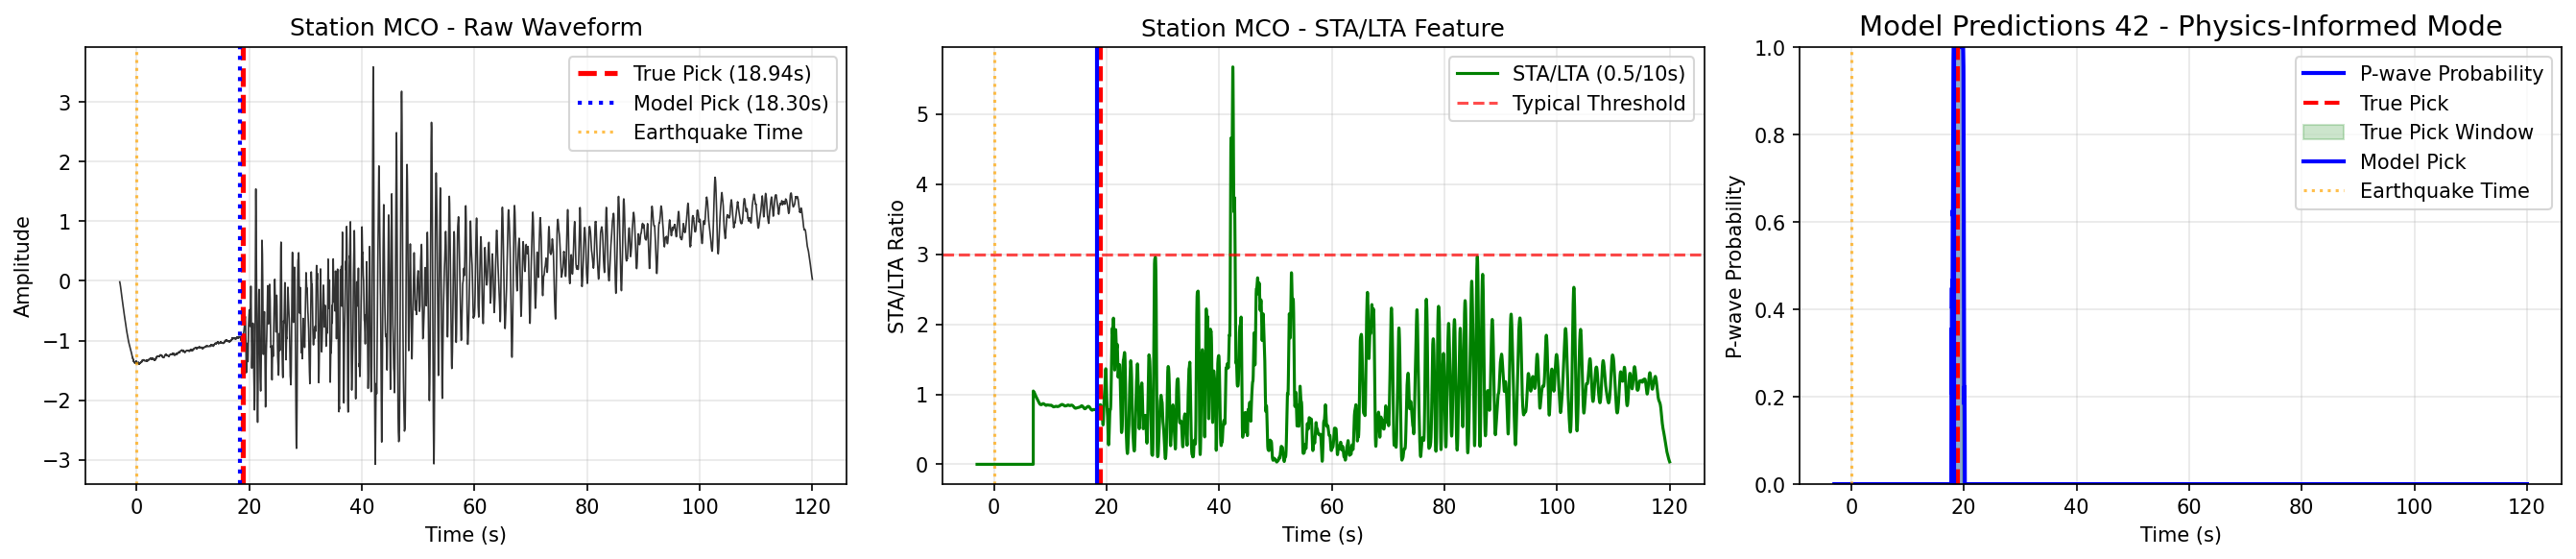 Station MCO - Raw Waveform
True Pick (18.94s)
Model Pick (18.30s)
Earthquake Time
Amplitude
3
2
1
0
−1
−2
−3
0
20
40
60
80
100
120
Time (s)
Station MCO - STA/LTA Feature
STA/LTA (0.5/10s)
Typical Threshold
STA/LTA Ratio
5
4
3
2
1
0
0
20
40
60
80
100
120
Time (s)
Model Predictions 42 - Physics-Informed Mode
P-wave Probability
True Pick
True Pick Window
Model Pick
Earthquake Time
P-wave Probability
1.0
0.8
0.6
0.4
0.2
0.0
0
20
40
60
80
100
120
Time (s)